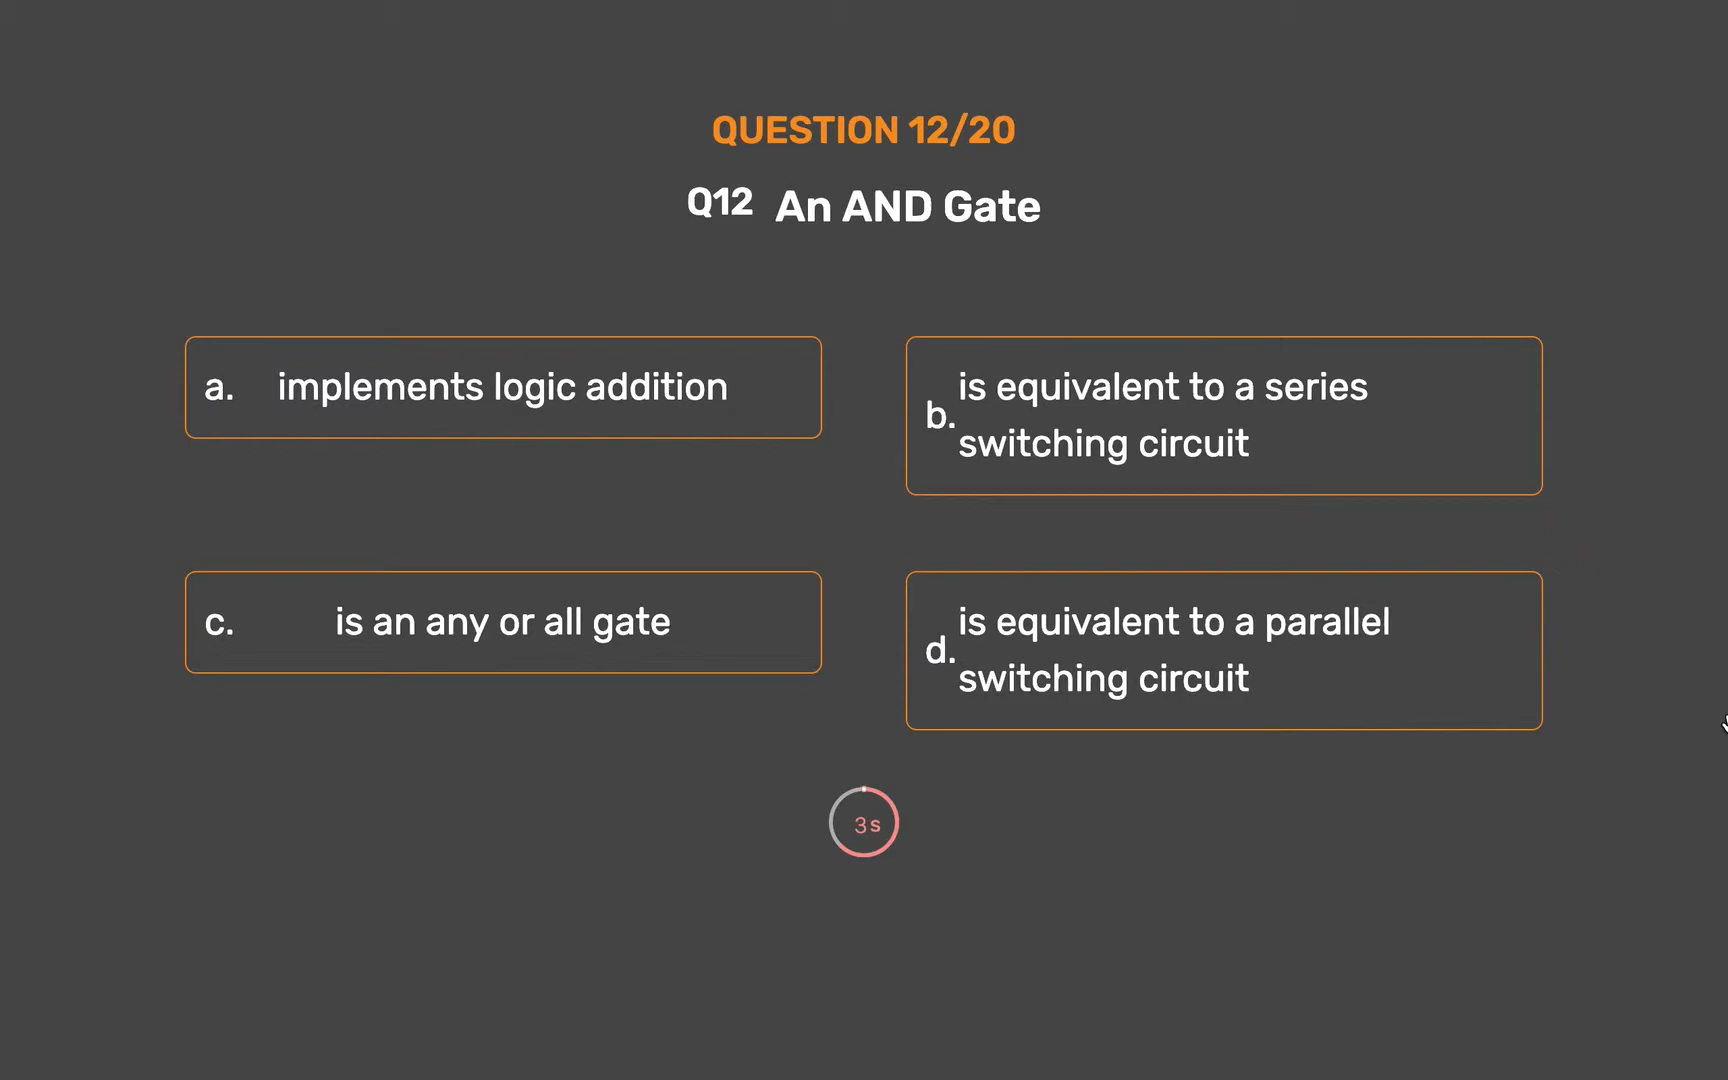 QUESTION 12/20
Q12 An AND Gate
a. implements logic addition
b. is equivalent to a series
switching circuit
c. is an any or all gate
d. is equivalent to a parallel
switching circuit
3s